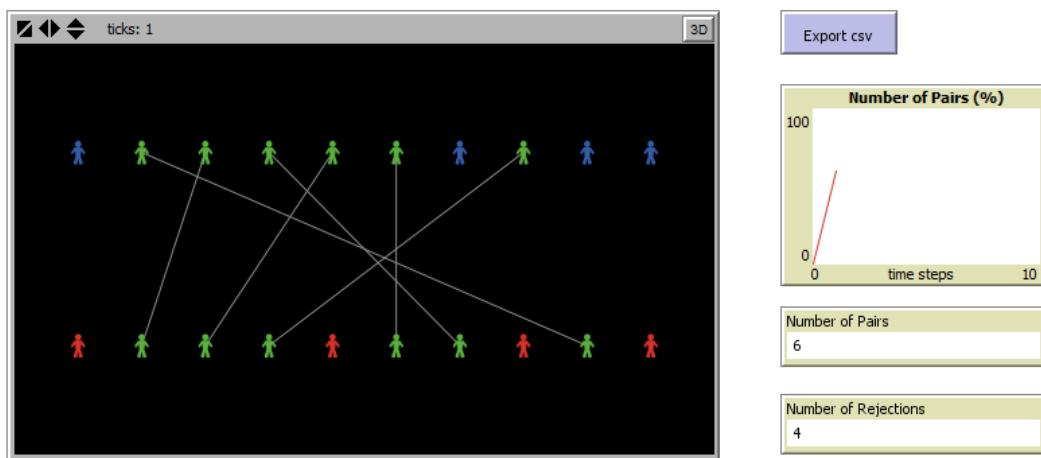 ticks: 1
3D
Export csv
Number of Pairs (%)
100
0
0 time steps 10
Number of Pairs
6
Number of Rejections
4